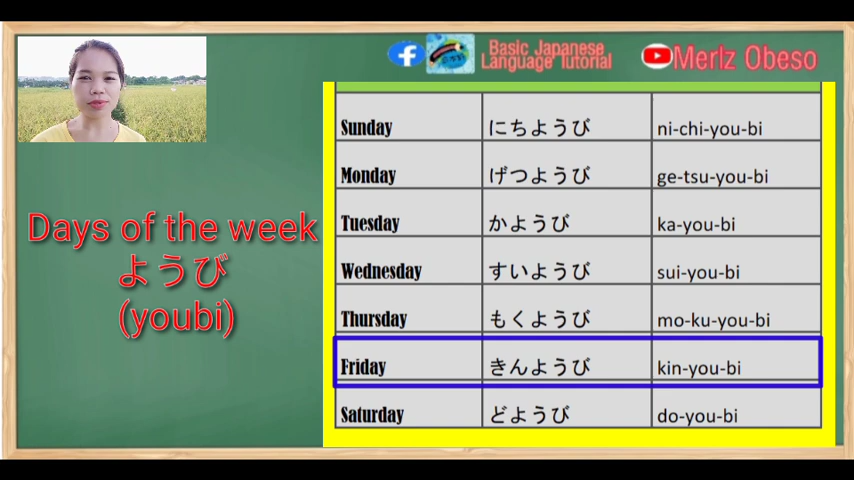 Basic Japanese
Language Tutorial
Merlz Obeso
Days of the week
ようび
(youbi)
Sunday にちようび ni-chi-you-bi
Monday げつようび ge-tsu-you-bi
Tuesday かようび ka-you-bi
Wednesday すいようび sui-you-bi
Thursday もくようび mo-ku-you-bi
Friday きんようび kin-you-bi
Saturday どようび do-you-bi